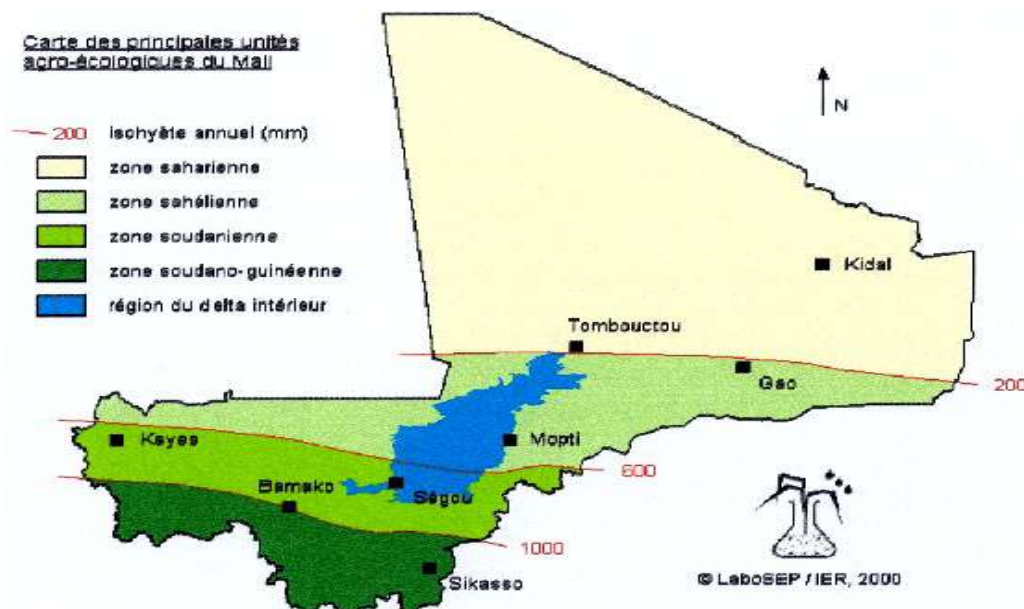 Carte des principales unités
agro-écologiques du Mali
N
200 ischyète annuel (mm)
zone saharienne
zone sahélienne
zone soudanienne
zone soudano-guinéenne
région du delta intérieur
Kidal
Tombouctou
Gao
200
Kayes
Mopti
600
Bamako
Ségou
1000
Sikasso
© LaboSEP / IER, 2000